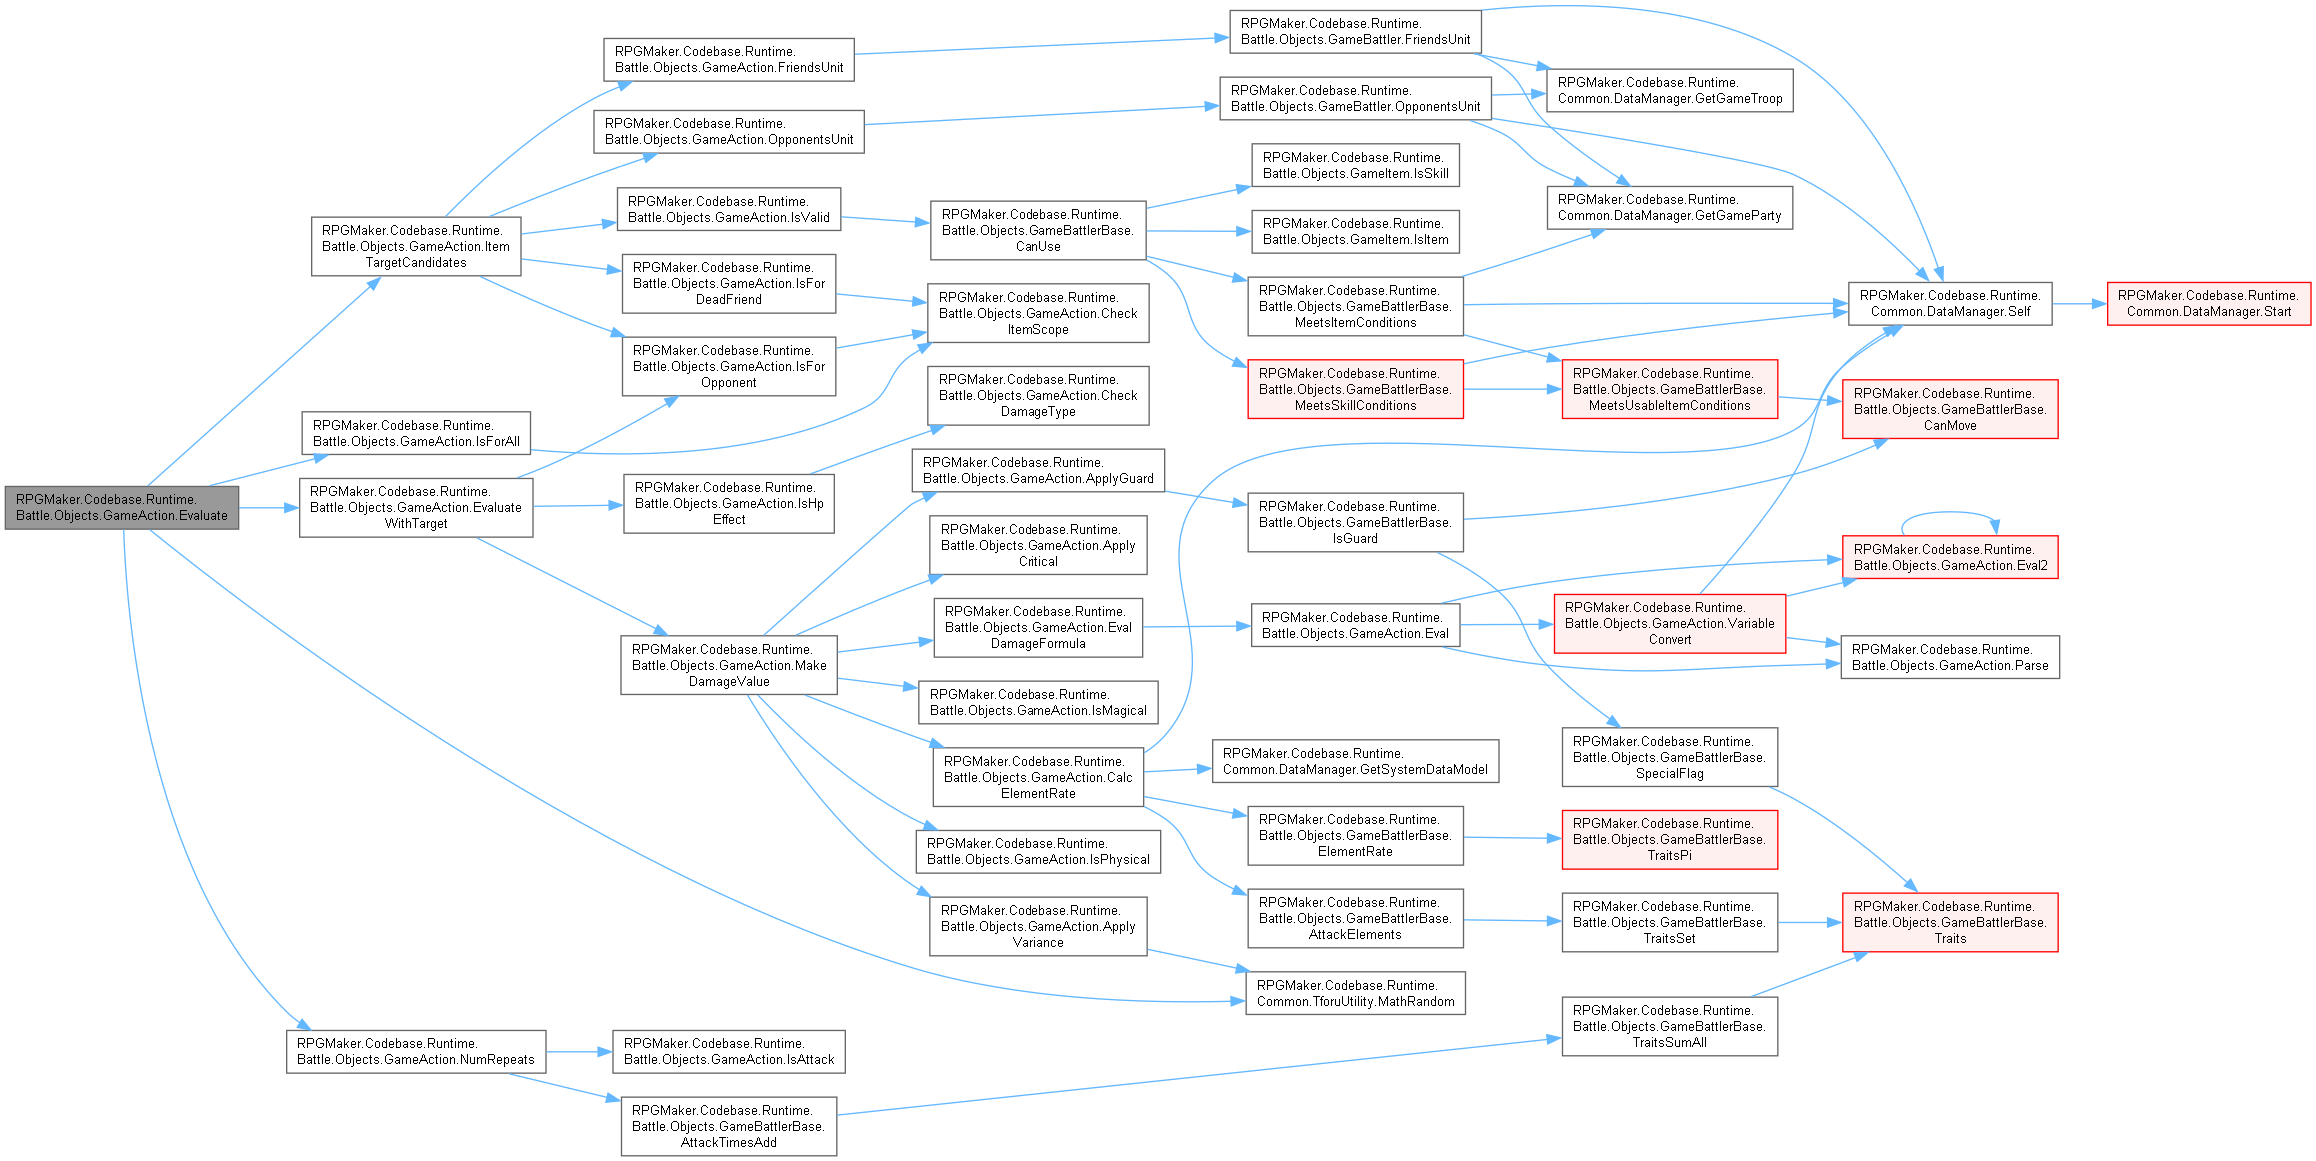 RPGMaker.Codebase.Runtime.
Battle.Objects.GameAction.Evaluate
RPGMaker.Codebase.Runtime.
Battle.Objects.GameAction.Item
TargetCandidates
RPGMaker.Codebase.Runtime.
Battle.Objects.GameAction.IsForAll
RPGMaker.Codebase.Runtime.
Battle.Objects.GameAction.Evaluate
WithTarget
RPGMaker.Codebase.Runtime.
Battle.Objects.GameAction.NumRepeats
RPGMaker.Codebase.Runtime.
Battle.Objects.GameAction.FriendsUnit
RPGMaker.Codebase.Runtime.
Battle.Objects.GameAction.OpponentsUnit
RPGMaker.Codebase.Runtime.
Battle.Objects.GameAction.IsValid
RPGMaker.Codebase.Runtime.
Battle.Objects.GameAction.IsFor
DeadFriend
RPGMaker.Codebase.Runtime.
Battle.Objects.GameAction.IsFor
Opponent
RPGMaker.Codebase.Runtime.
Battle.Objects.GameAction.IsHp
Effect
RPGMaker.Codebase.Runtime.
Battle.Objects.GameAction.Make
DamageValue
RPGMaker.Codebase.Runtime.
Battle.Objects.GameAction.IsAttack
RPGMaker.Codebase.Runtime.
Battle.Objects.GameBattlerBase.
AttackTimesAdd
RPGMaker.Codebase.Runtime.
Battle.Objects.GameBattlerBase.
CanUse
RPGMaker.Codebase.Runtime.
Battle.Objects.GameAction.Check
ItemScope
RPGMaker.Codebase.Runtime.
Battle.Objects.GameAction.Check
DamageType
RPGMaker.Codebase.Runtime.
Battle.Objects.GameAction.ApplyGuard
RPGMaker.Codebase.Runtime.
Battle.Objects.GameAction.Apply
Critical
RPGMaker.Codebase.Runtime.
Battle.Objects.GameAction.Eval
DamageFormula
RPGMaker.Codebase.Runtime.
Battle.Objects.GameAction.IsMagical
RPGMaker.Codebase.Runtime.
Battle.Objects.GameAction.Calc
ElementRate
RPGMaker.Codebase.Runtime.
Battle.Objects.GameAction.IsPhysical
RPGMaker.Codebase.Runtime.
Battle.Objects.GameAction.Apply
Variance
RPGMaker.Codebase.Runtime.
Battle.Objects.GameBattler.FriendsUnit
RPGMaker.Codebase.Runtime.
Battle.Objects.GameBattler.OpponentsUnit
RPGMaker.Codebase.Runtime.
Battle.Objects.GameItem.IsSkill
RPGMaker.Codebase.Runtime.
Battle.Objects.GameItem.IsItem
RPGMaker.Codebase.Runtime.
Battle.Objects.GameBattlerBase.
MeetsItemConditions
RPGMaker.Codebase.Runtime.
Battle.Objects.GameBattlerBase.
MeetsSkillConditions
RPGMaker.Codebase.Runtime.
Battle.Objects.GameBattlerBase.
IsGuard
RPGMaker.Codebase.Runtime.
Battle.Objects.GameAction.Eval
RPGMaker.Codebase.Runtime.
Common.DataManager.GetSystemDataModel
RPGMaker.Codebase.Runtime.
Battle.Objects.GameBattlerBase.
ElementRate
RPGMaker.Codebase.Runtime.
Battle.Objects.GameBattlerBase.
AttackElements
RPGMaker.Codebase.Runtime.
Common.TforuUtility.MathRandom
RPGMaker.Codebase.Runtime.
Common.DataManager.GetGameTroop
RPGMaker.Codebase.Runtime.
Common.DataManager.GetGameParty
RPGMaker.Codebase.Runtime.
Battle.Objects.GameBattlerBase.
MeetsUsableItemConditions
RPGMaker.Codebase.Runtime.
Battle.Objects.GameAction.Variable
Convert
RPGMaker.Codebase.Runtime.
Battle.Objects.GameBattlerBase.
SpecialFlag
RPGMaker.Codebase.Runtime.
Battle.Objects.GameBattlerBase.
TraitsPi
RPGMaker.Codebase.Runtime.
Battle.Objects.GameBattlerBase.
TraitsSet
RPGMaker.Codebase.Runtime.
Battle.Objects.GameBattlerBase.
TraitsSumAll
RPGMaker.Codebase.Runtime.
Common.DataManager.Self
RPGMaker.Codebase.Runtime.
Battle.Objects.GameBattlerBase.
CanMove
RPGMaker.Codebase.Runtime.
Battle.Objects.GameAction.Eval2
RPGMaker.Codebase.Runtime.
Battle.Objects.GameAction.Parse
RPGMaker.Codebase.Runtime.
Battle.Objects.GameBattlerBase.
Traits
RPGMaker.Codebase.Runtime.
Common.DataManager.Start